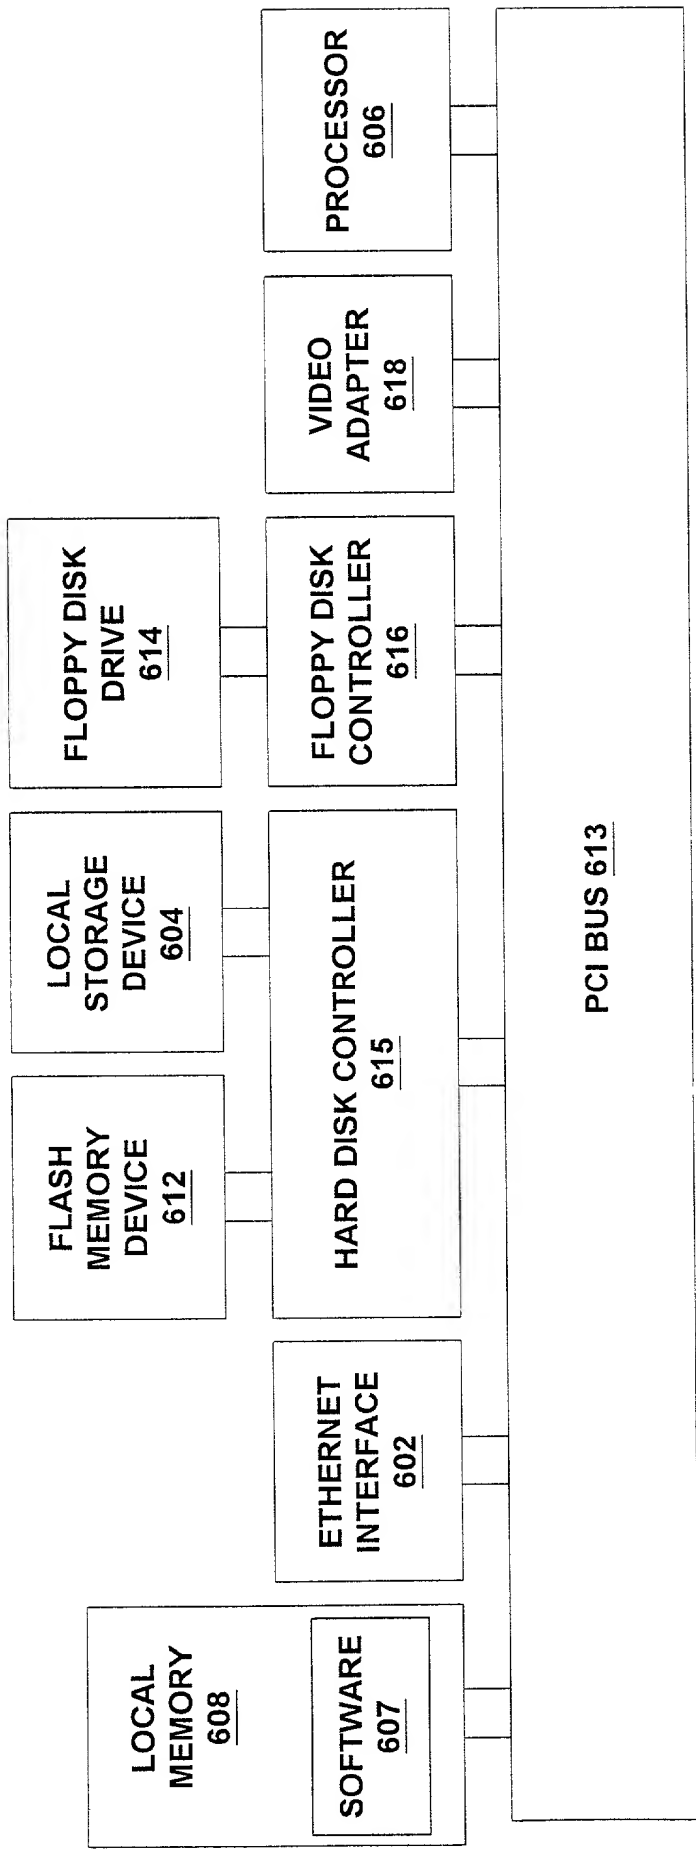 LOCAL
MEMORY
608
SOFTWARE
607
ETHERNET
INTERFACE
602
FLASH
MEMORY
DEVICE
612
LOCAL
STORAGE
DEVICE
604
HARD DISK CONTROLLER
615
FLOPPY DISK
DRIVE
614
FLOPPY DISK
CONTROLLER
616
VIDEO
ADAPTER
618
PROCESSOR
606
PCI BUS 613